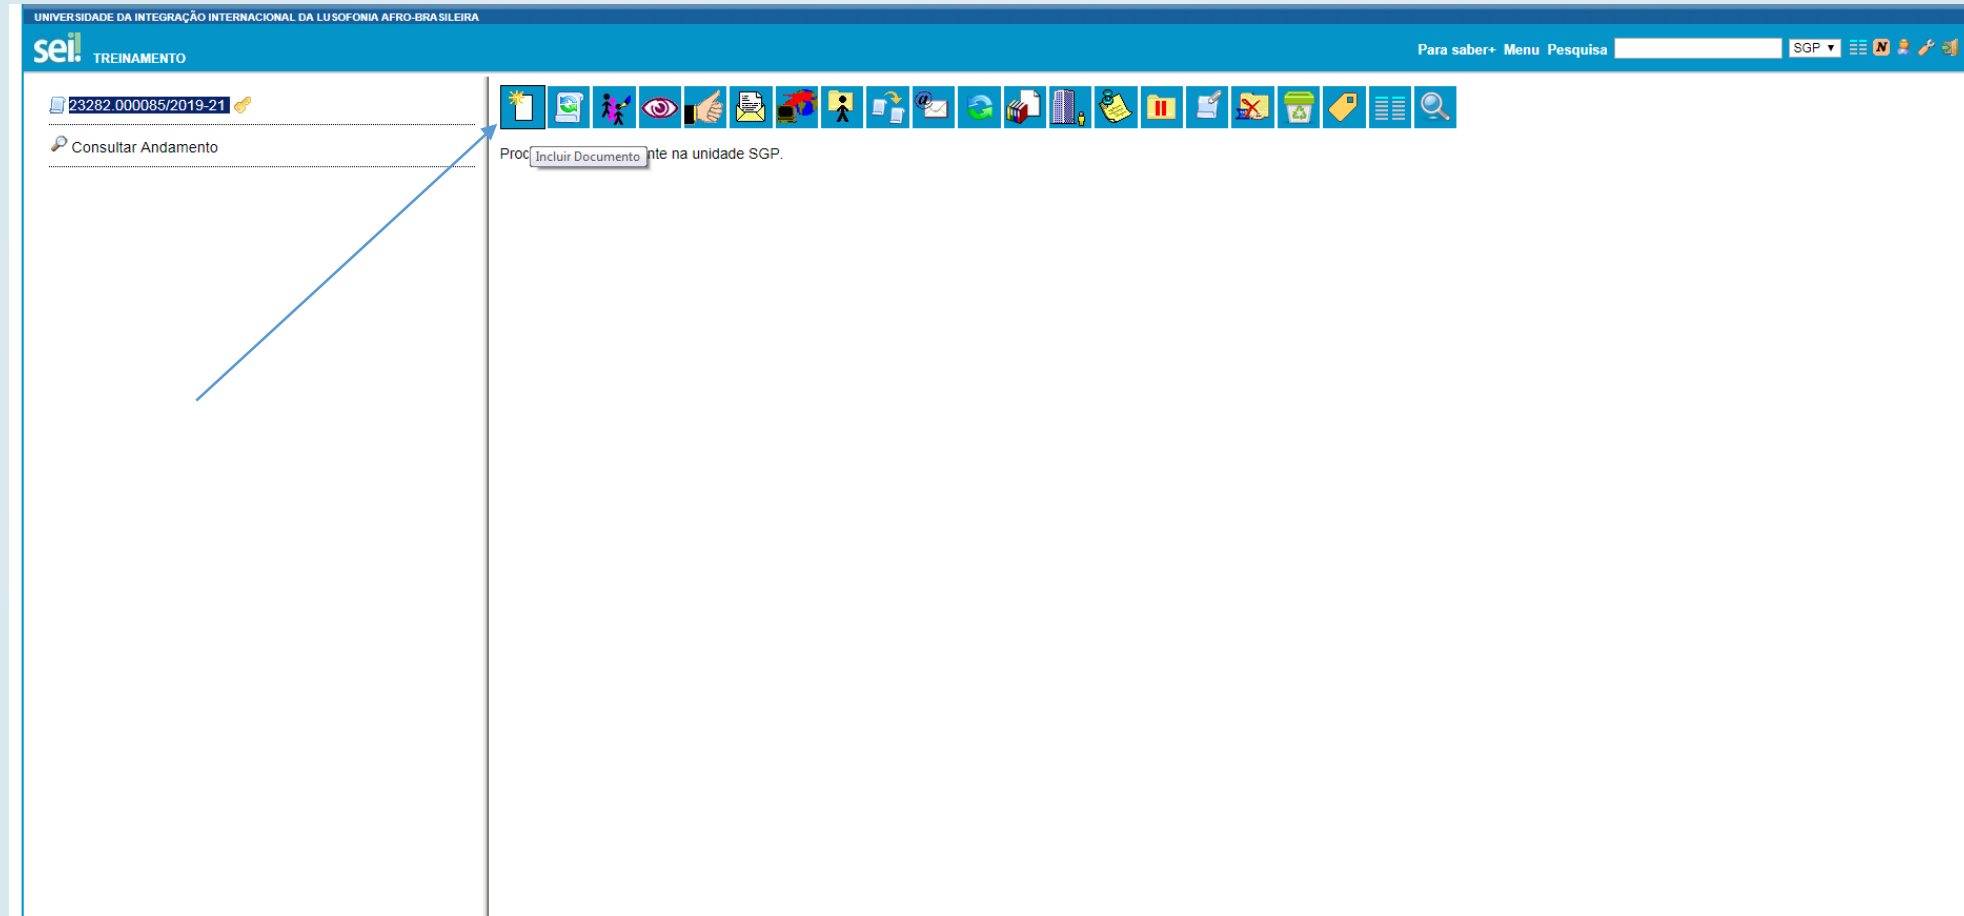 UNIVERSIDADE DA INTEGRAÇÃO INTERNACIONAL DA LUSOFONIA AFRO-BRASILEIRA
sei! TREINAMENTO
Para saber+ Menu Pesquisa SGP N
23282.000085/2019-21
Consultar Andamento
Incluir Documento
Proc nte na unidade SGP.